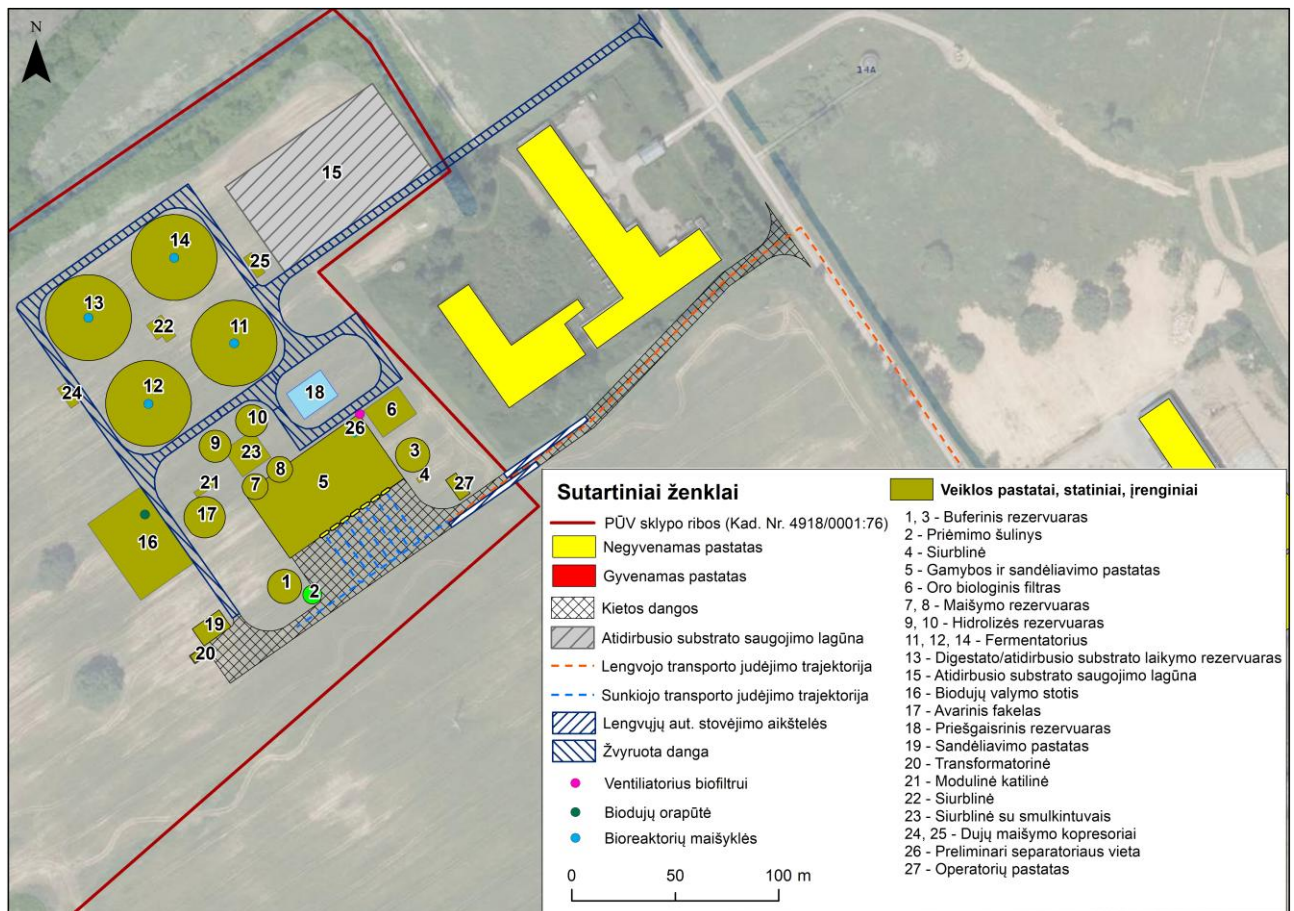 N
14A
15
14
25
13
22
11
24
12
18
10
6
26
9
23
3
8
4
21
7
5
27
17
16
1
2
19
20
Sutartiniai ženklai
PŪV sklypo ribos (Kad. Nr. 4918/0001:76)
Negyvenamas pastatas
Gyvenamas pastatas
Kietos dangos
Atidirbusio substrato saugojimo lagūna
Lengvojo transporto judėjimo trajektorija
Sunkiojo transporto judėjimo trajektorija
Lengvųjų aut. stovėjimo aikštelės
Žvyruota danga
Ventiliatorius biofiltrui
Biodujų orapūtė
Bioreaktorių maišyklės
0 50 100 m
Veiklos pastatai, statiniai, įrenginiai
1, 3 - Buferinis rezervuaras
2 - Priėmimo šulinys
4 - Siurblinė
5 - Gamybos ir sandėliavimo pastatas
6 - Oro biologinis filtras
7, 8 - Maišymo rezervuaras
9, 10 - Hidrolizės rezervuaras
11, 12, 14 - Fermentatorius
13 - Digestato/atidirbusio substrato laikymo rezervuaras
15 - Atidirbusio substrato saugojimo lagūna
16 - Biodujų valymo stotis
17 - Avarinis fakelas
18 - Priešgaisrinis rezervuaras
19 - Sandėliavimo pastatas
20 - Transformatorinė
21 - Modulinė katilinė
22 - Siurblinė
23 - Siurblinė su smulkintuvais
24, 25 - Dujų maišymo kopresoriai
26 - Preliminari separatoriaus vieta
27 - Operatorių pastatas